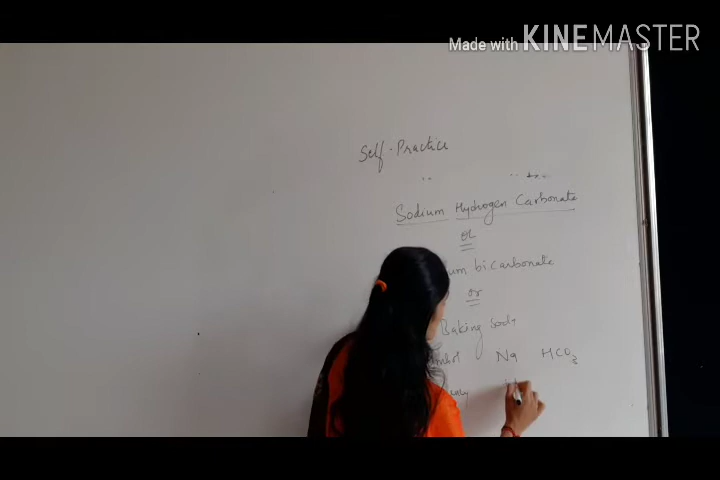 Made with KINEMASTER
Self-Practice
Sodium Hydrogen Carbonate
or
bicarbonate
or
Baking soda
Na HCO3